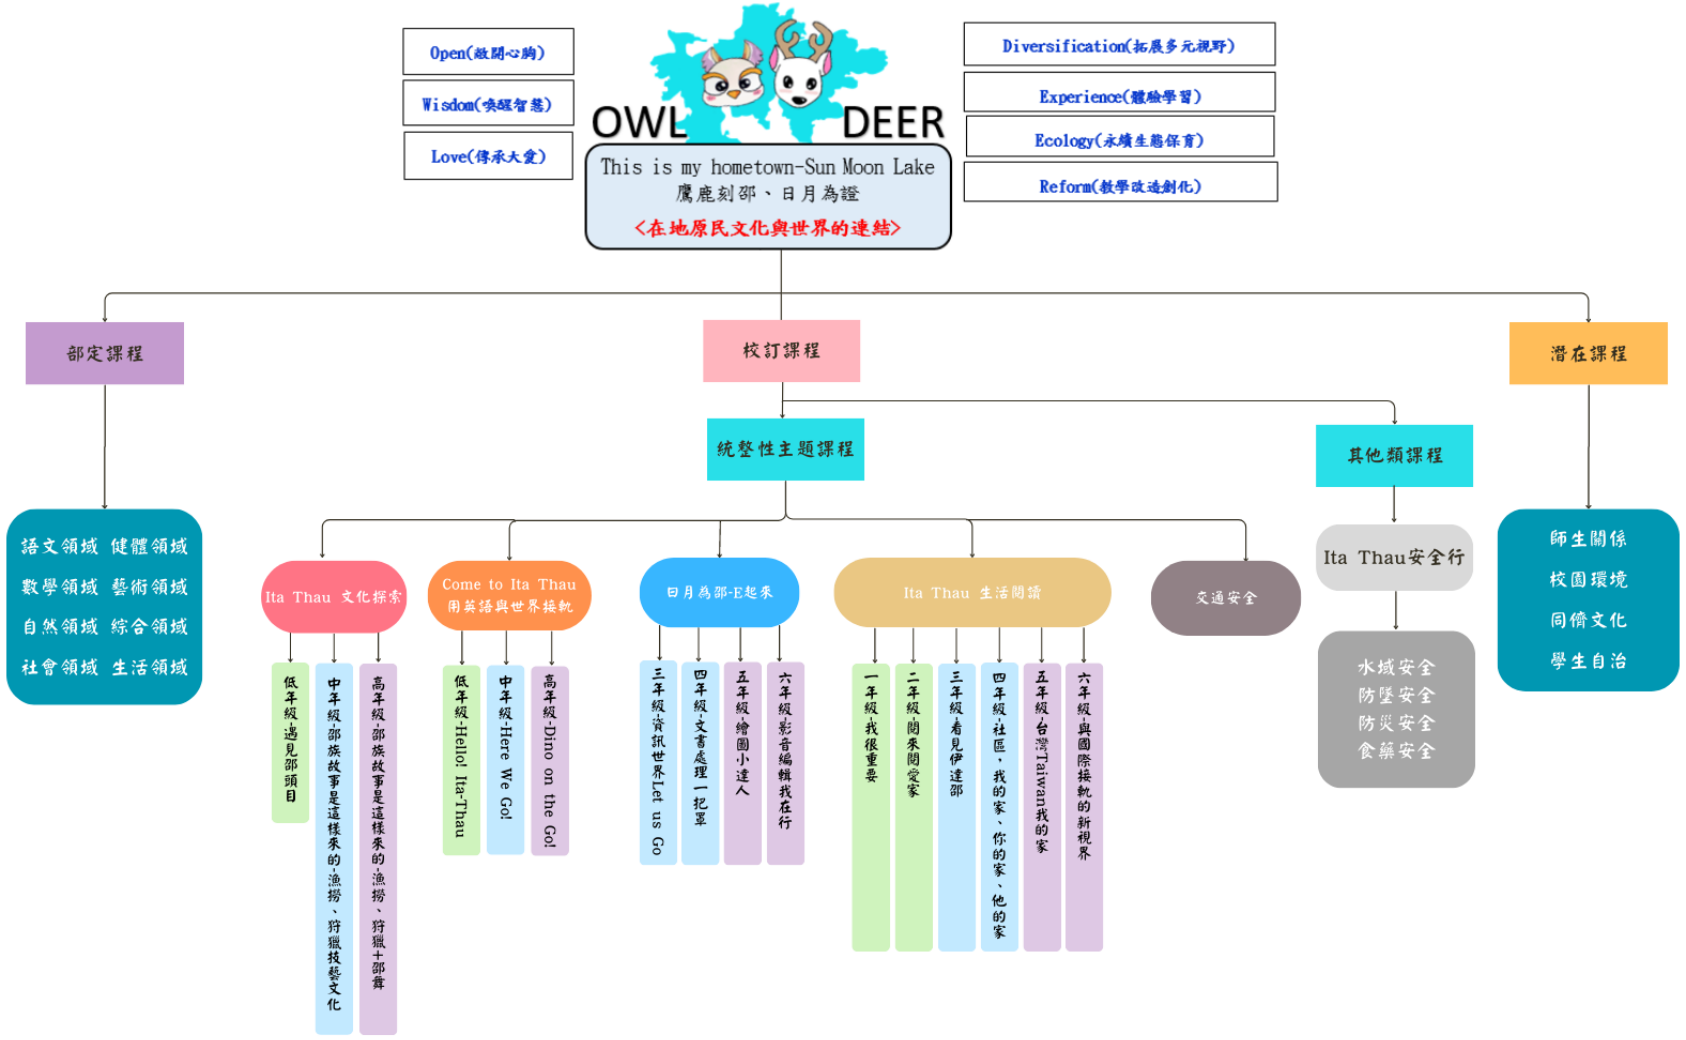 Open(敞開心胸)
Wisdom(喚醒智慧)
Love(傳承大愛)
OWL DEER
Diversification(拓展多元視野)
Experience(體驗學習)
Ecology(永續生態保育)
Reform(教學改造創化)
This is my hometown-Sun Moon Lake
鷹鹿刻邵、日月為證
<在地原民文化與世界的連結>
部定課程
校訂課程
潛在課程
統整性主題課程
其他類課程
語文領域 健體領域
數學領域 藝術領域
自然領域 綜合領域
社會領域 生活領域
Ita Thau 文化探索
Come to Ita Thau
用英語與世界接軌
日月為邵-E起來
Ita Thau 生活閱讀
交通安全
Ita Thau安全行
師生關係
校園環境
同儕文化
學生自治
水域安全
防墜安全
防災安全
食藥安全
低年級-遇見邵頭目
中年級-邵族故事是這樣來的-漁撈、狩獵技藝文化
高年級-邵族故事是這樣來的-漁撈、狩獵+邵舞
低年級-Hello! Ita-Thau
中年級-Here We Go!
高年級-Dino on the Go!
三年級-資訊世界Let us Go
四年級-文書處理一把罩
五年級-繪圖小達人
六年級-影音編輯我在行
一年級-我很重要
二年級-閱來閱愛家
三年級-看見伊達邵
四年級-社區，我的家、你的家、他的家
五年級-台灣Taiwan我的家
六年級-與國際接軌的新視界